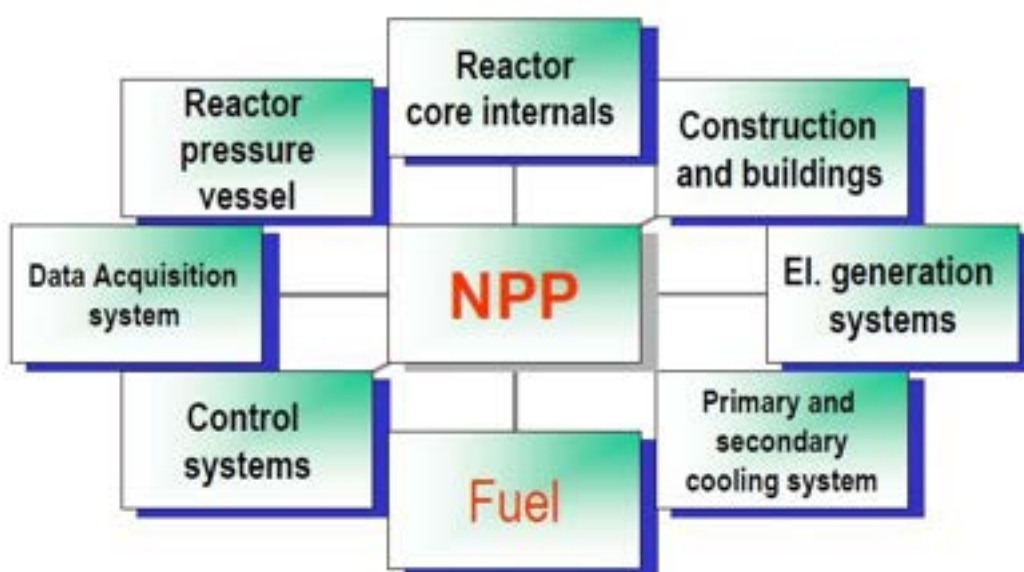 Reactor
core internals
Reactor
pressure
vessel
Construction
and buildings
Data Acquisition
system
NPP
El. generation
systems
Control
systems
Fuel
Primary and
secondary
cooling system